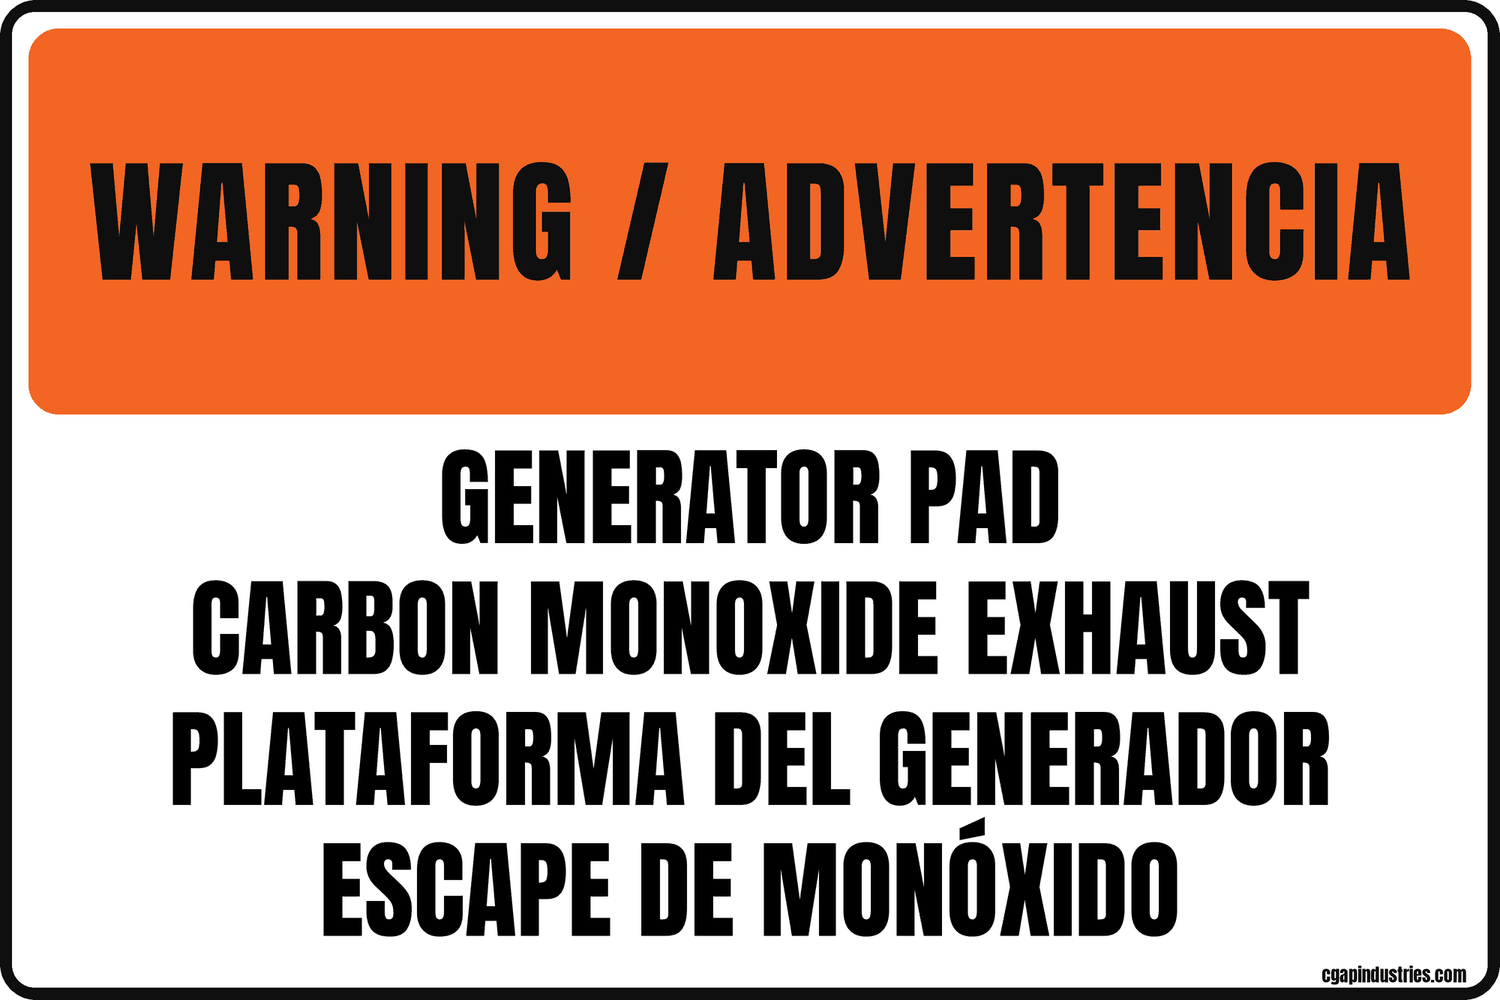 WARNING / ADVERTENCIA
GENERATOR PAD
CARBON MONOXIDE EXHAUST
PLATAFORMA DEL GENERADOR
ESCAPE DE MONÓXIDO
cgapindustries.com